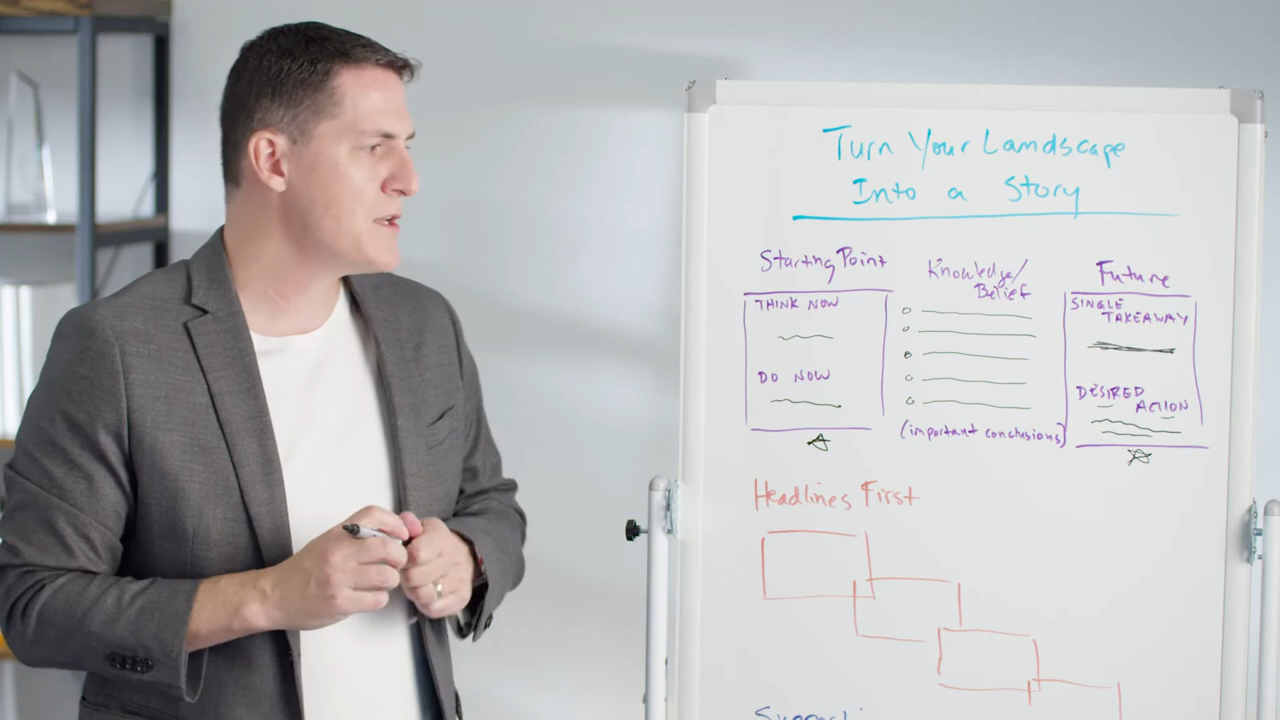 Turn Your Landscape
Into a Story
Starting Point
THINK NOW
DO NOW
Knowledge/
Belief
(important conclusions)
Future
SINGLE
TAKEAWAY
DESIRED
ACTION
Headlines First